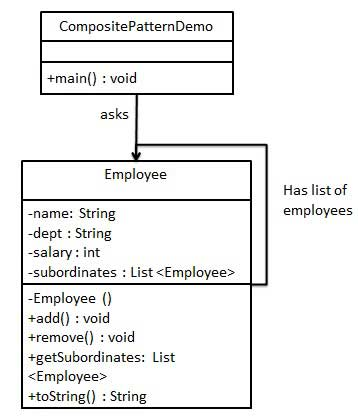 CompositePatternDemo
+main() : void
asks
Employee
Has list of
employees
-name: String
-dept : String
-salary : int
-subordinates : List <Employee>
-Employee ()
+add() : void
+remove() : void
+getSubordinates: List
<Employee>
+toString() : String